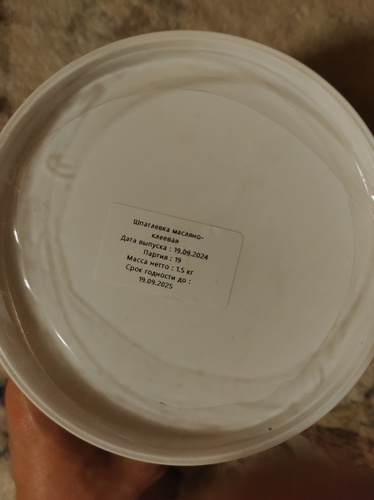 Шпатлевка масляно-
клеевая
Дата выпуска : 19.09.2024
Партия : 19
Масса нетто : 1,5 кг
Срок годности до :
19.09.2025